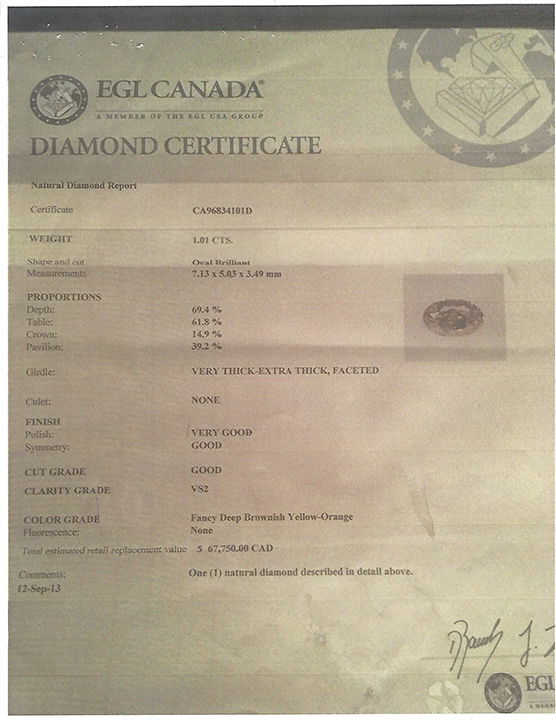 EGL CANADA®
A MEMBER OF THE EGL USA GROUP
DIAMOND CERTIFICATE
Natural Diamond Report
Certificate CA96834101D
WEIGHT 1.01 CTS.
Shape and cut Oval Brilliant
Measurements 7.13 x 5.03 x 3.49 mm
PROPORTIONS
Depth: 69.4 %
Table: 61.8 %
Crown: 14.9 %
Pavilion: 39.2 %
Girdle: VERY THICK-EXTRA THICK, FACETED
Culet: NONE
FINISH
Polish: VERY GOOD
Symmetry: GOOD
CUT GRADE GOOD
CLARITY GRADE VS2
COLOR GRADE Fancy Deep Brownish Yellow-Orange
Fluorescence: None
Total estimated retail replacement value $ 67,750.00 CAD
Comments: One (1) natural diamond described in detail above.
12-Sep-13
EGL